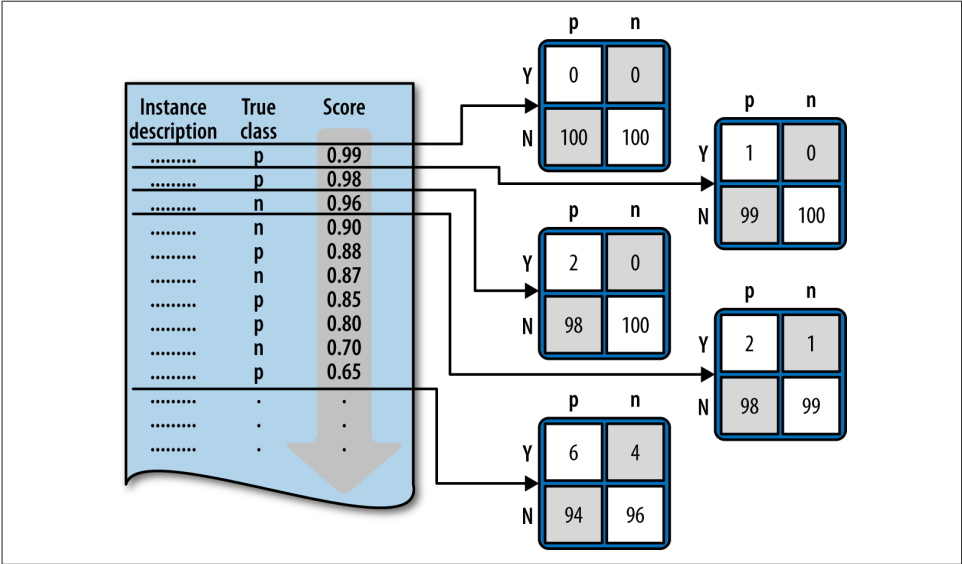 Instance description True class Score
......... p 0.99
......... p 0.98
......... n 0.96
......... n 0.90
......... p 0.88
......... n 0.87
......... p 0.85
......... p 0.80
......... n 0.70
......... p 0.65
......... . .
......... . .
......... . .
p n
Y 0 0
N 100 100
p n
Y 1 0
N 99 100
p n
Y 2 0
N 98 100
p n
Y 2 1
N 98 99
p n
Y 6 4
N 94 96